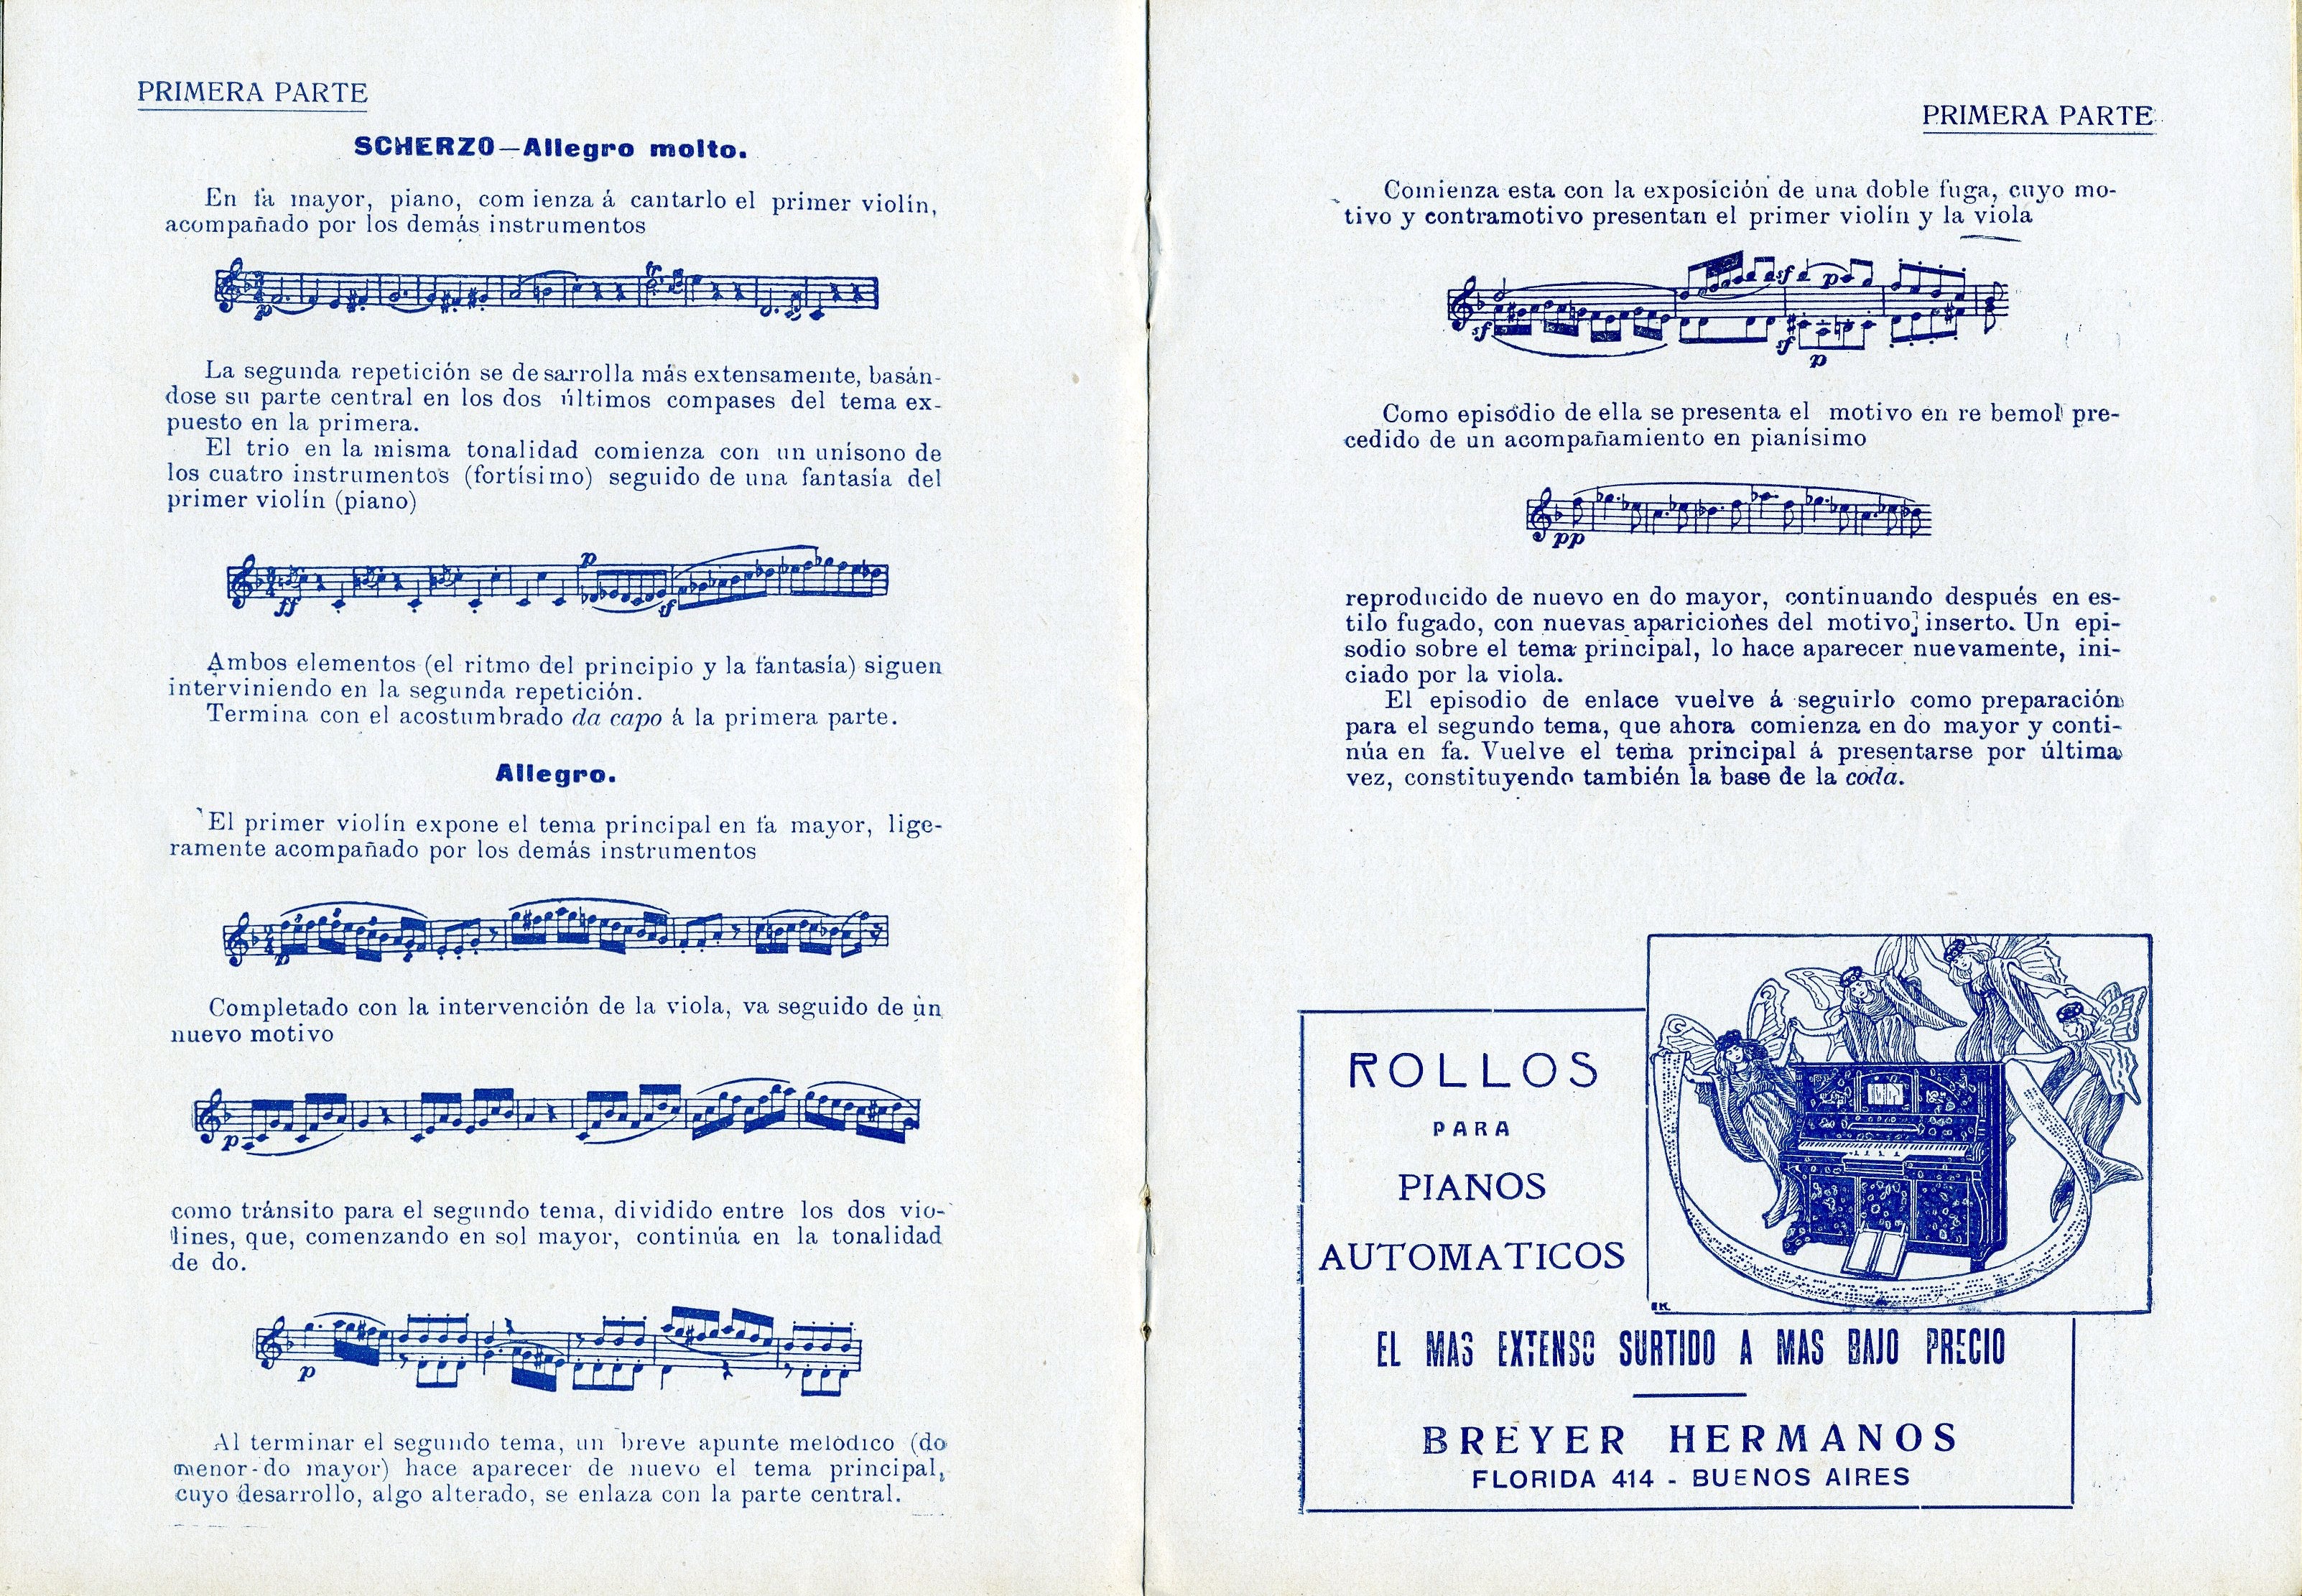 PRIMERA PARTE
SCHERZO—Allegro molto.
En fa mayor, piano, com ienza á cantarlo el primer violín,
acompañado por los demás instrumentos
p
tr
La segunda repetición se desarrolla más extensamente, basán-
dose su parte central en los dos últimos compases del tema ex-
puesto en la primera.
El trio en la misma tonalidad comienza con un unísono de
los cuatro instrumentos (fortísimo) seguido de una fantasía del
primer violín (piano)
ff
p
sf
Ambos elementos (el ritmo del principio y la fantasía) siguen
interviniendo en la segunda repetición.
Termina con el acostumbrado da capo á la primera parte.
Allegro.
El primer violín expone el tema principal en fa mayor, lige-
ramente acompañado por los demás instrumentos
p
Completado con la intervención de la viola, va seguido de un
nuevo motivo
p
como tránsito para el segundo tema, dividido entre los dos vio-
lines, que, comenzando en sol mayor, continúa en la tonalidad
de do.
p
Al terminar el segundo tema, un breve apunte melódico (do
menor-do mayor) hace aparecer de nuevo el tema principal,
cuyo desarrollo, algo alterado, se enlaza con la parte central.
PRIMERA PARTE
Comienza esta con la exposición de una doble fuga, cuyo mo-
tivo y contramotivo presentan el primer violín y la viola
sf
sf
p
sf
p
Como episodio de ella se presenta el motivo en re bemol pre-
cedido de un acompañamiento en pianísimo
pp
reproducido de nuevo en do mayor, continuando después en es-
tilo fugado, con nuevas apariciones del motivo inserto. Un epi-
sodio sobre el tema principal, lo hace aparecer nuevamente, ini-
ciado por la viola.
El episodio de enlace vuelve á seguirlo como preparación
para el segundo tema, que ahora comienza en do mayor y conti-
núa en fa. Vuelve el tema principal á presentarse por última
vez, constituyendo también la base de la coda.
ROLLOS
PARA
PIANOS
AUTOMATICOS
EL MAS EXTENSO SURTIDO A MAS BAJO PRECIO
BREYER HERMANOS
FLORIDA 414 - BUENOS AIRES